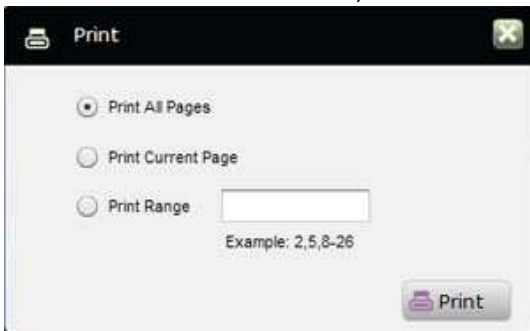 Print
Print All Pages
Print Current Page
Print Range
Example: 2,5,8-26
Print